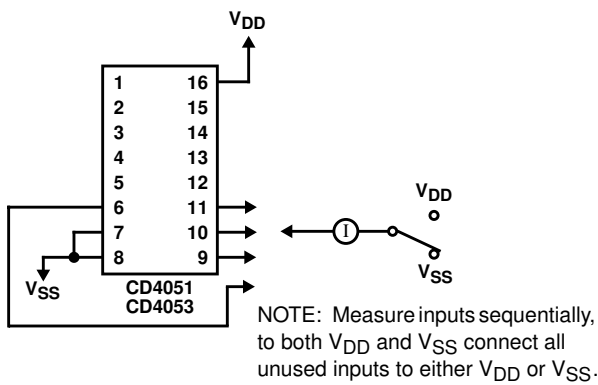 VDD
1 16
2 15
3 14
4 13
5 12
6 11
7 10
8 9
VSS
CD4051
CD4053
I
VDD
VSS
NOTE: Measure inputs sequentially,
to both VDD and VSS connect all
unused inputs to either VDD or VSS.